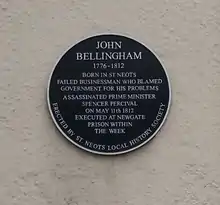 JOHN
BELLINGHAM
1776-1812
BORN IN ST NEOTS
FAILED BUSINESSMAN WHO BLAMED
GOVERNMENT FOR HIS PROBLEMS
ASSASSINATED PRIME MINISTER
SPENCER PERCIVAL
ON MAY 11th 1812
EXECUTED AT NEWGATE
PRISON WITHIN
THE WEEK
ERECTED BY ST. NEOTS LOCAL HISTORY SOCIETY